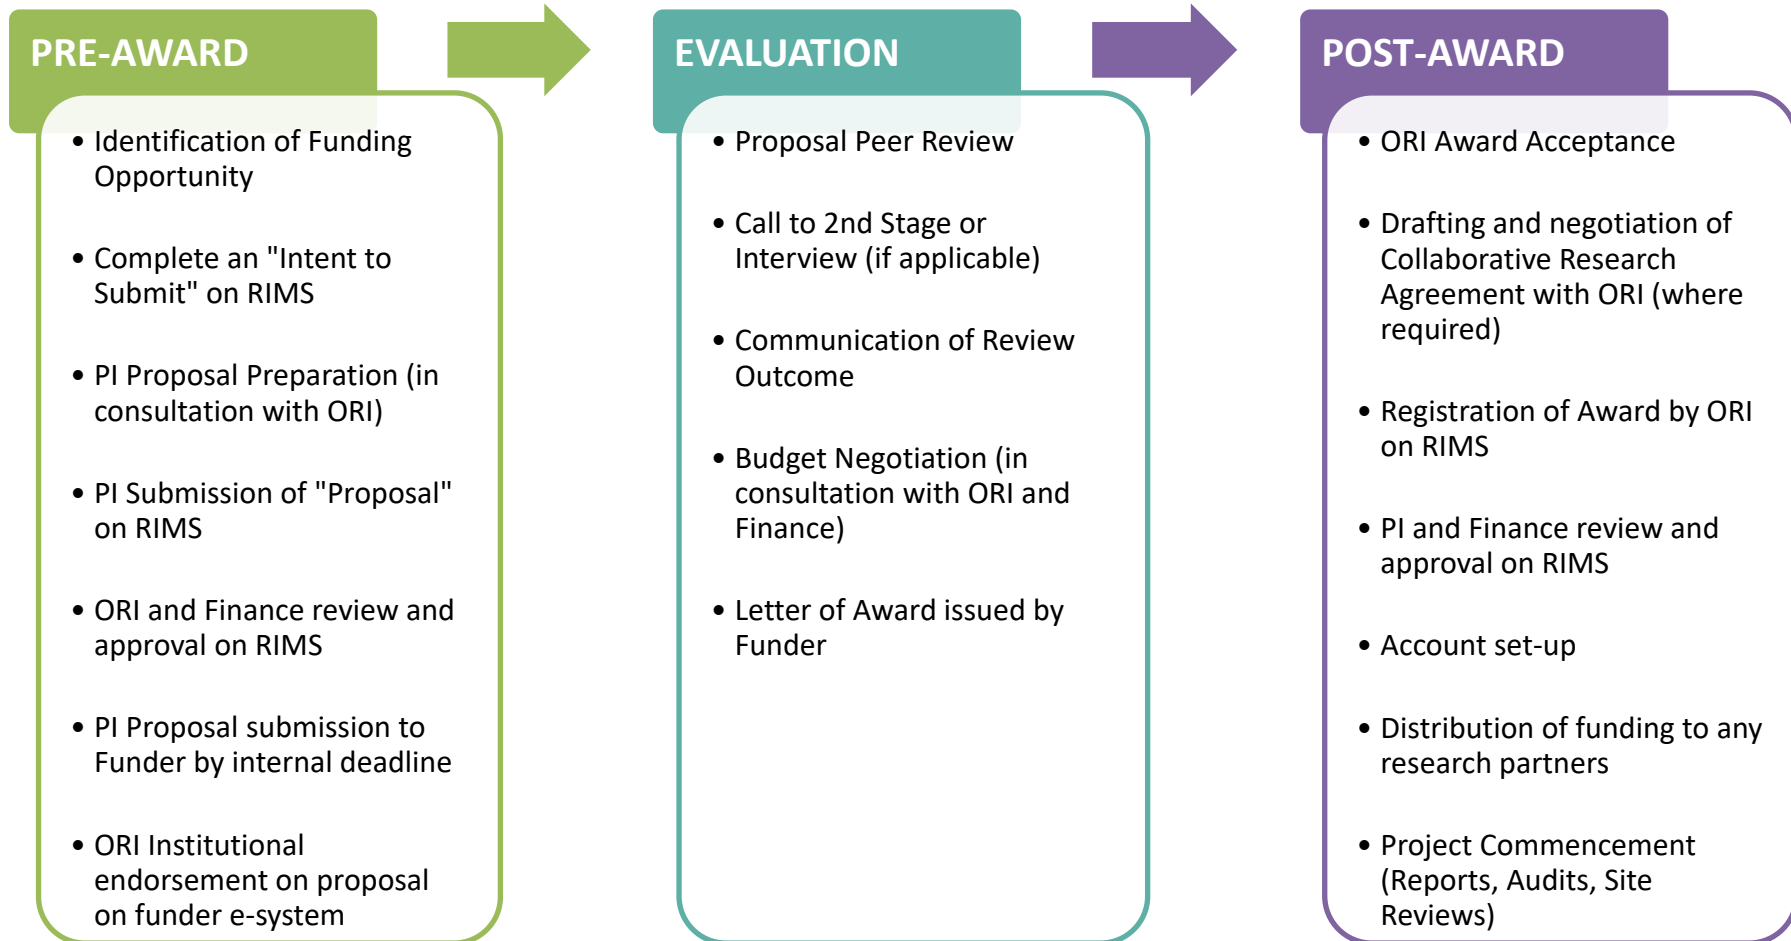 PRE-AWARD
• Identification of Funding
Opportunity
• Complete an "Intent to
Submit" on RIMS
• PI Proposal Preparation (in
consultation with ORI)
• PI Submission of "Proposal"
on RIMS
• ORI and Finance review and
approval on RIMS
• PI Proposal submission to
Funder by internal deadline
• ORI Institutional
endorsement on proposal
on funder e-system
EVALUATION
• Proposal Peer Review
• Call to 2nd Stage or
Interview (if applicable)
• Communication of Review
Outcome
• Budget Negotiation (in
consultation with ORI and
Finance)
• Letter of Award issued by
Funder
POST-AWARD
• ORI Award Acceptance
• Drafting and negotiation of
Collaborative Research
Agreement with ORI (where
required)
• Registration of Award by ORI
on RIMS
• PI and Finance review and
approval on RIMS
• Account set-up
• Distribution of funding to any
research partners
• Project Commencement
(Reports, Audits, Site
Reviews)